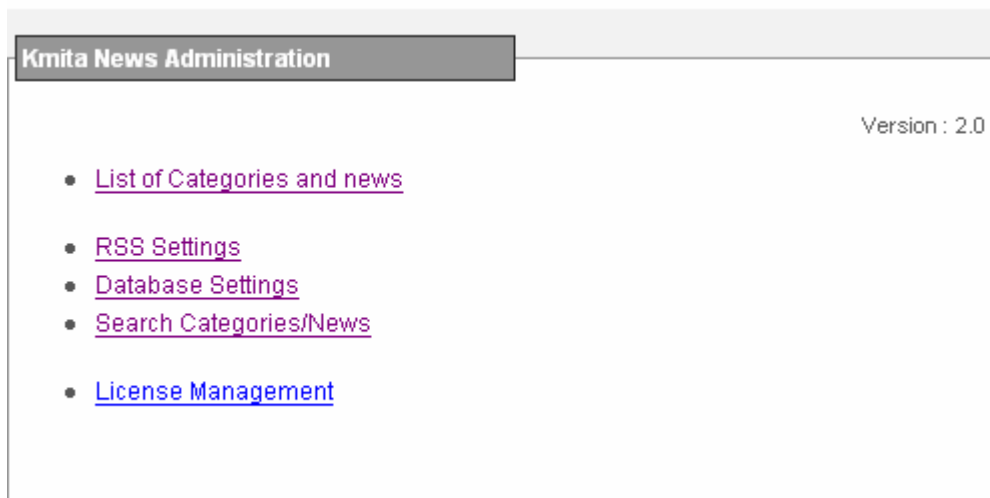 Kmita News Administration
Version : 2.0
List of Categories and news
RSS Settings
Database Settings
Search Categories/News
License Management